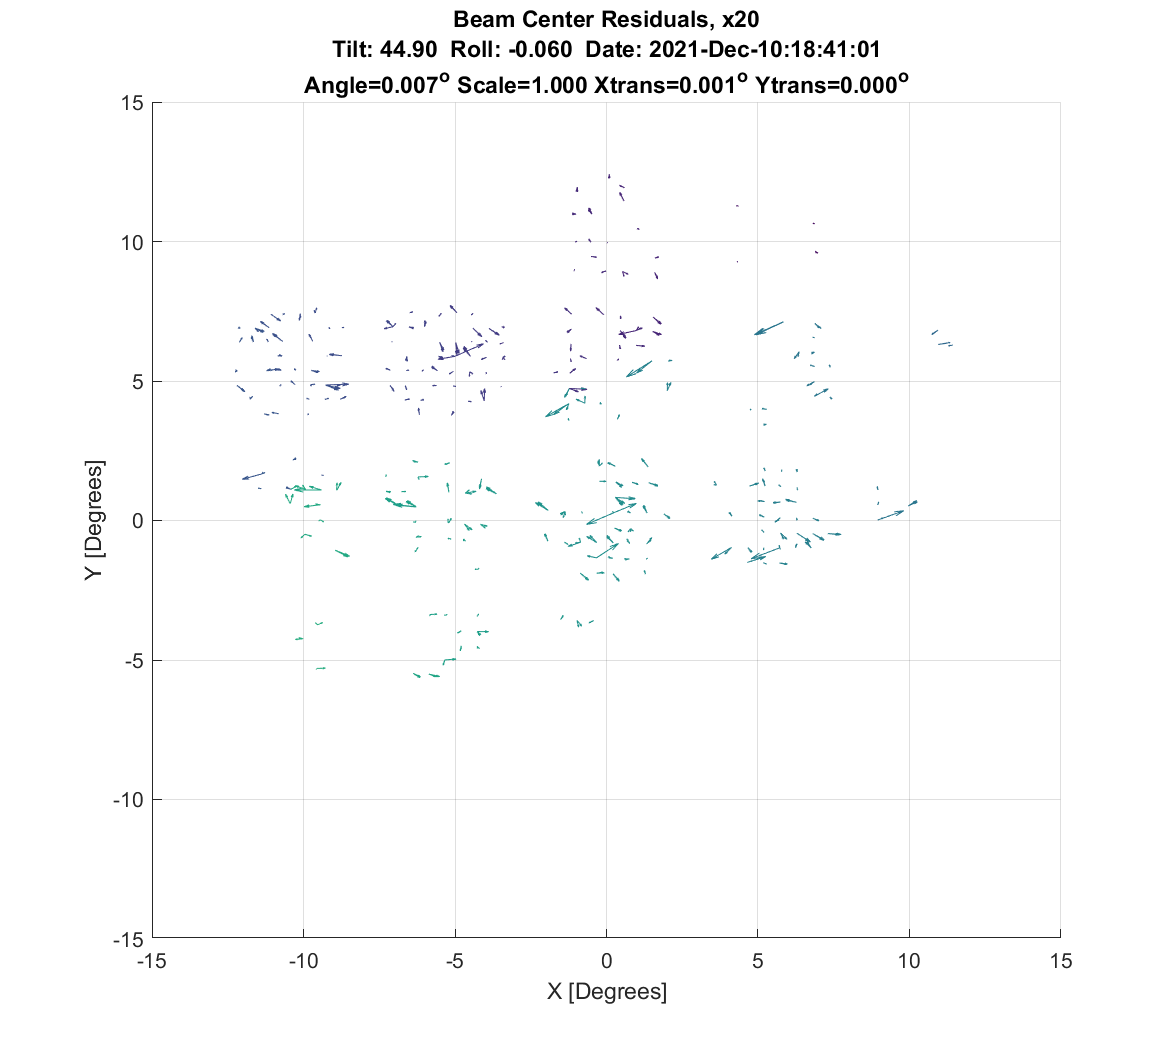 Beam Center Residuals, x20
Tilt: 44.90 Roll: -0.060 Date: 2021-Dec-10:18:41:01
Angle=0.007° Scale=1.000 Xtrans=0.001° Ytrans=0.000°
15
10
5
0
-5
-10
-15
Y [Degrees]
-15 -10 -5 0 5 10 15
X [Degrees]